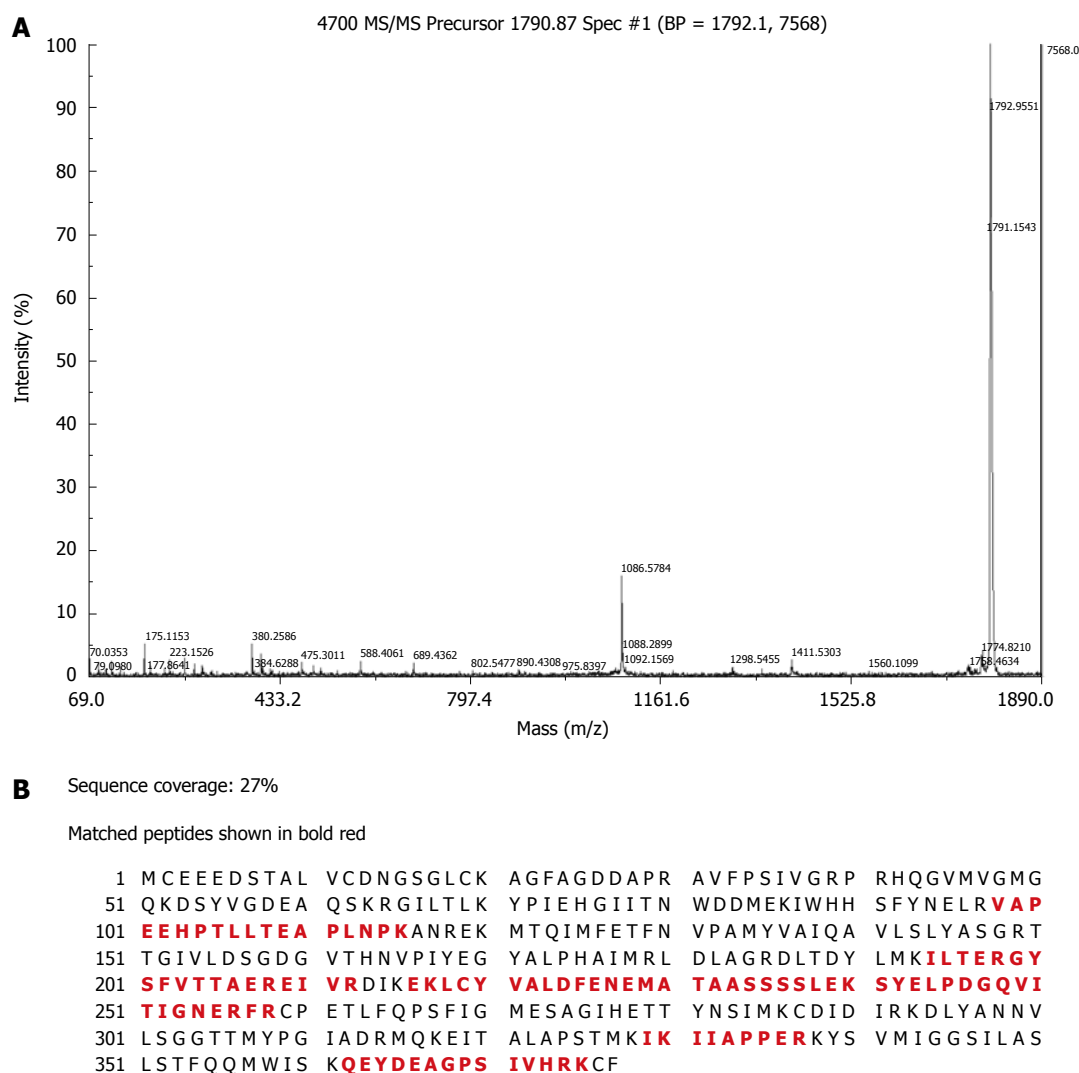 A
4700 MS/MS Precursor 1790.87 Spec #1 (BP = 1792.1, 7568)
100
90
80
70
60
50
40
30
20
10
0
Intensity (%)
7568.0
1792.9551
1791.1543
1086.5784
1088.2899
1092.1569
70.0353
79.0980
175.1153
177.8641
223.1526
380.2586
384.6288
475.3011
588.4061
689.4362
802.5477
890.4308
975.8397
1298.5455
1411.5303
1560.1099
1774.8210
1758.4634
69.0 433.2 797.4 1161.6 1525.8 1890.0
Mass (m/z)
B Sequence coverage: 27%
Matched peptides shown in bold red
1 MCEEEDSTAL VCDNGSGLCK AGFAGDDAPR AVFPSIVGRP RHQGVMVGMG
51 QKDSYVGDEA QSKRGILTLK YPIEHGIITN WDDMEKIWHH SFYNELRVAP
101 EEHPTLLTEA PLNPKANREK MTQIMFETFN VPAMYVAIQA VLSLYASGRT
151 TGIVLDSGDG VTHNVPIYEG YALPHAIMRL DLAGRDLTDY LMKILTERGY
201 SFVTTAEREI VRDIKEKLCY VALDFENEMA TAASSSSLEK SYELPDGQVI
251 TIGNERFRCP ETLFQPSFIG MESAGIHETT YNSIMKCDID IRKDLYANNV
301 LSGGTTMYPG IADRMQKEIT ALAPSTMKIK IIAPPERKYS VMIGGSILAS
351 LSTFQQMWIS KQEYDEAGPS IVHRKCF